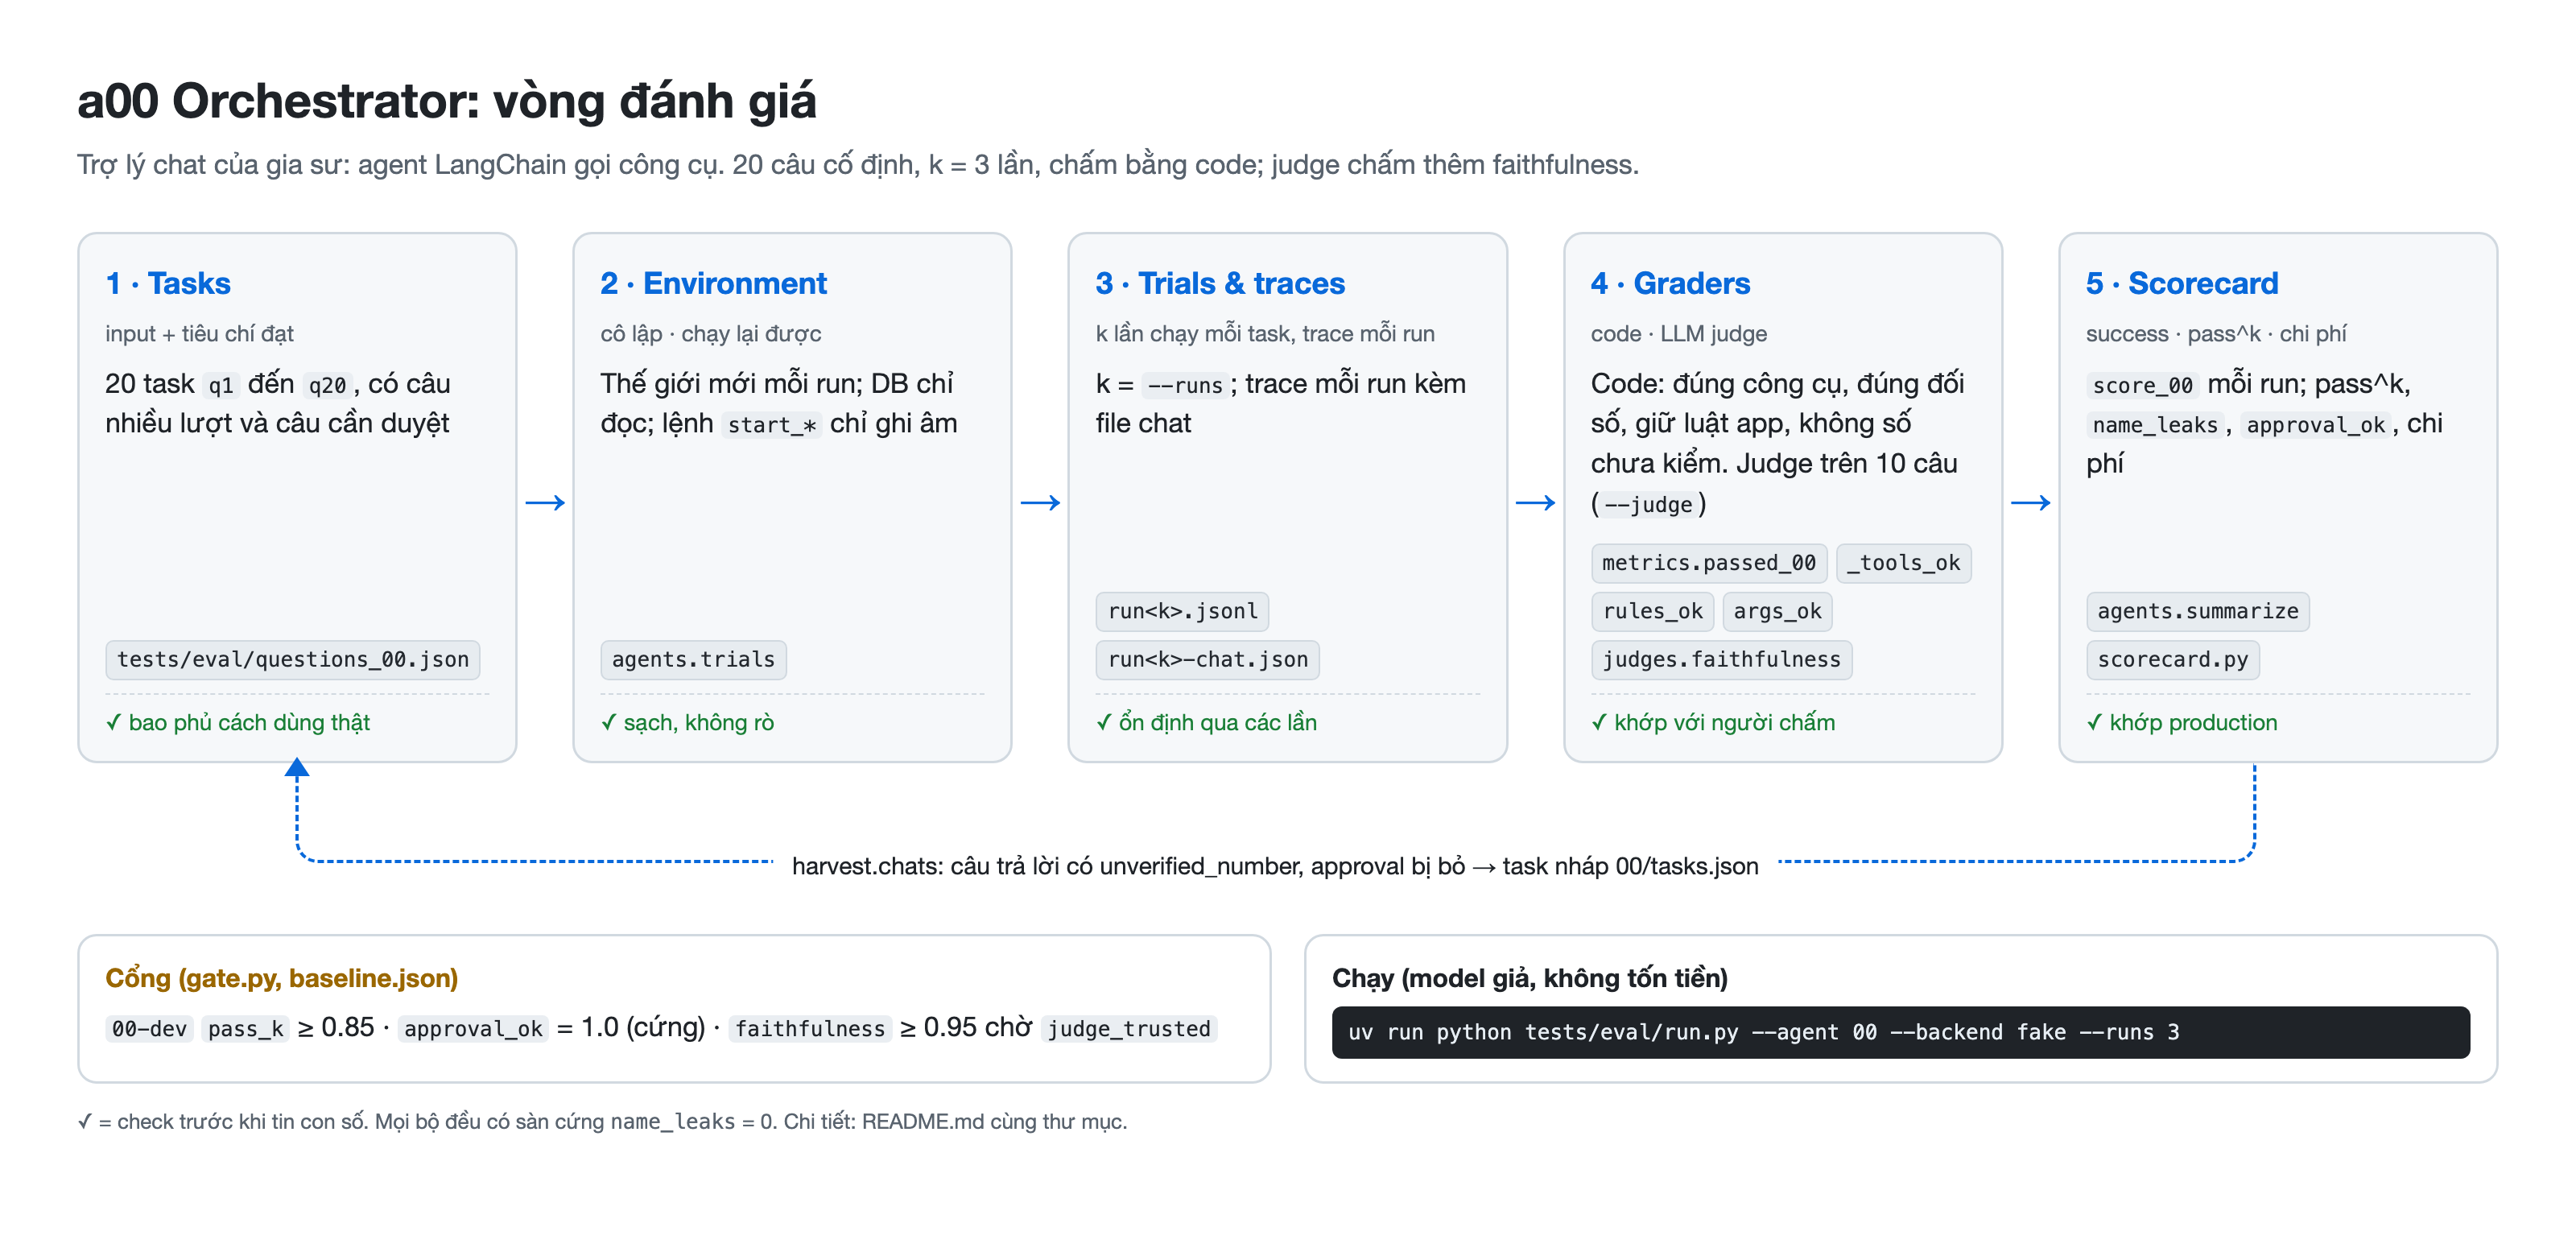 a00 Orchestrator: vòng đánh giá
Trợ lý chat của gia sư: agent LangChain gọi công cụ. 20 câu cố định, k = 3 lần, chấm bằng code; judge chấm thêm faithfulness.
1 · Tasks
input + tiêu chí đạt
20 task q1 đến q20, có câu
nhiều lượt và câu cần duyệt
tests/eval/questions_00.json
✓ bao phủ cách dùng thật
→
2 · Environment
cô lập · chạy lại được
Thế giới mới mỗi run; DB chỉ
đọc; lệnh start_* chỉ ghi âm
agents.trials
✓ sạch, không rò
→
3 · Trials & traces
k lần chạy mỗi task, trace mỗi run
k = --runs; trace mỗi run kèm
file chat
run<k>.jsonl
run<k>-chat.json
✓ ổn định qua các lần
→
4 · Graders
code · LLM judge
Code: đúng công cụ, đúng đối
số, giữ luật app, không số
chưa kiểm. Judge trên 10 câu
(--judge)
metrics.passed_00 _tools_ok
rules_ok args_ok
judges.faithfulness
✓ khớp với người chấm
→
5 · Scorecard
success · pass^k · chi phí
score_00 mỗi run; pass^k,
name_leaks, approval_ok, chi
phí
agents.summarize
scorecard.py
✓ khớp production
harvest.chats: câu trả lời có unverified_number, approval bị bỏ → task nháp 00/tasks.json
Cổng (gate.py, baseline.json)
00-dev pass_k ≥ 0.85 · approval_ok = 1.0 (cứng) · faithfulness ≥ 0.95 chờ judge_trusted
Chạy (model giả, không tốn tiền)
uv run python tests/eval/run.py --agent 00 --backend fake --runs 3
✓ = check trước khi tin con số. Mọi bộ đều có sàn cứng name_leaks = 0. Chi tiết: README.md cùng thư mục.